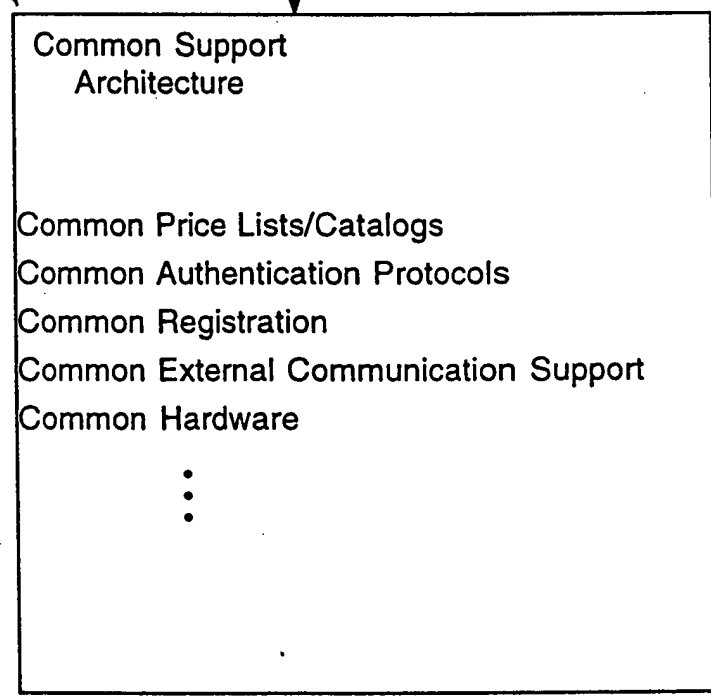 Common Support
Architecture
Common Price Lists/Catalogs
Common Authentication Protocols
Common Registration
Common External Communication Support
Common Hardware